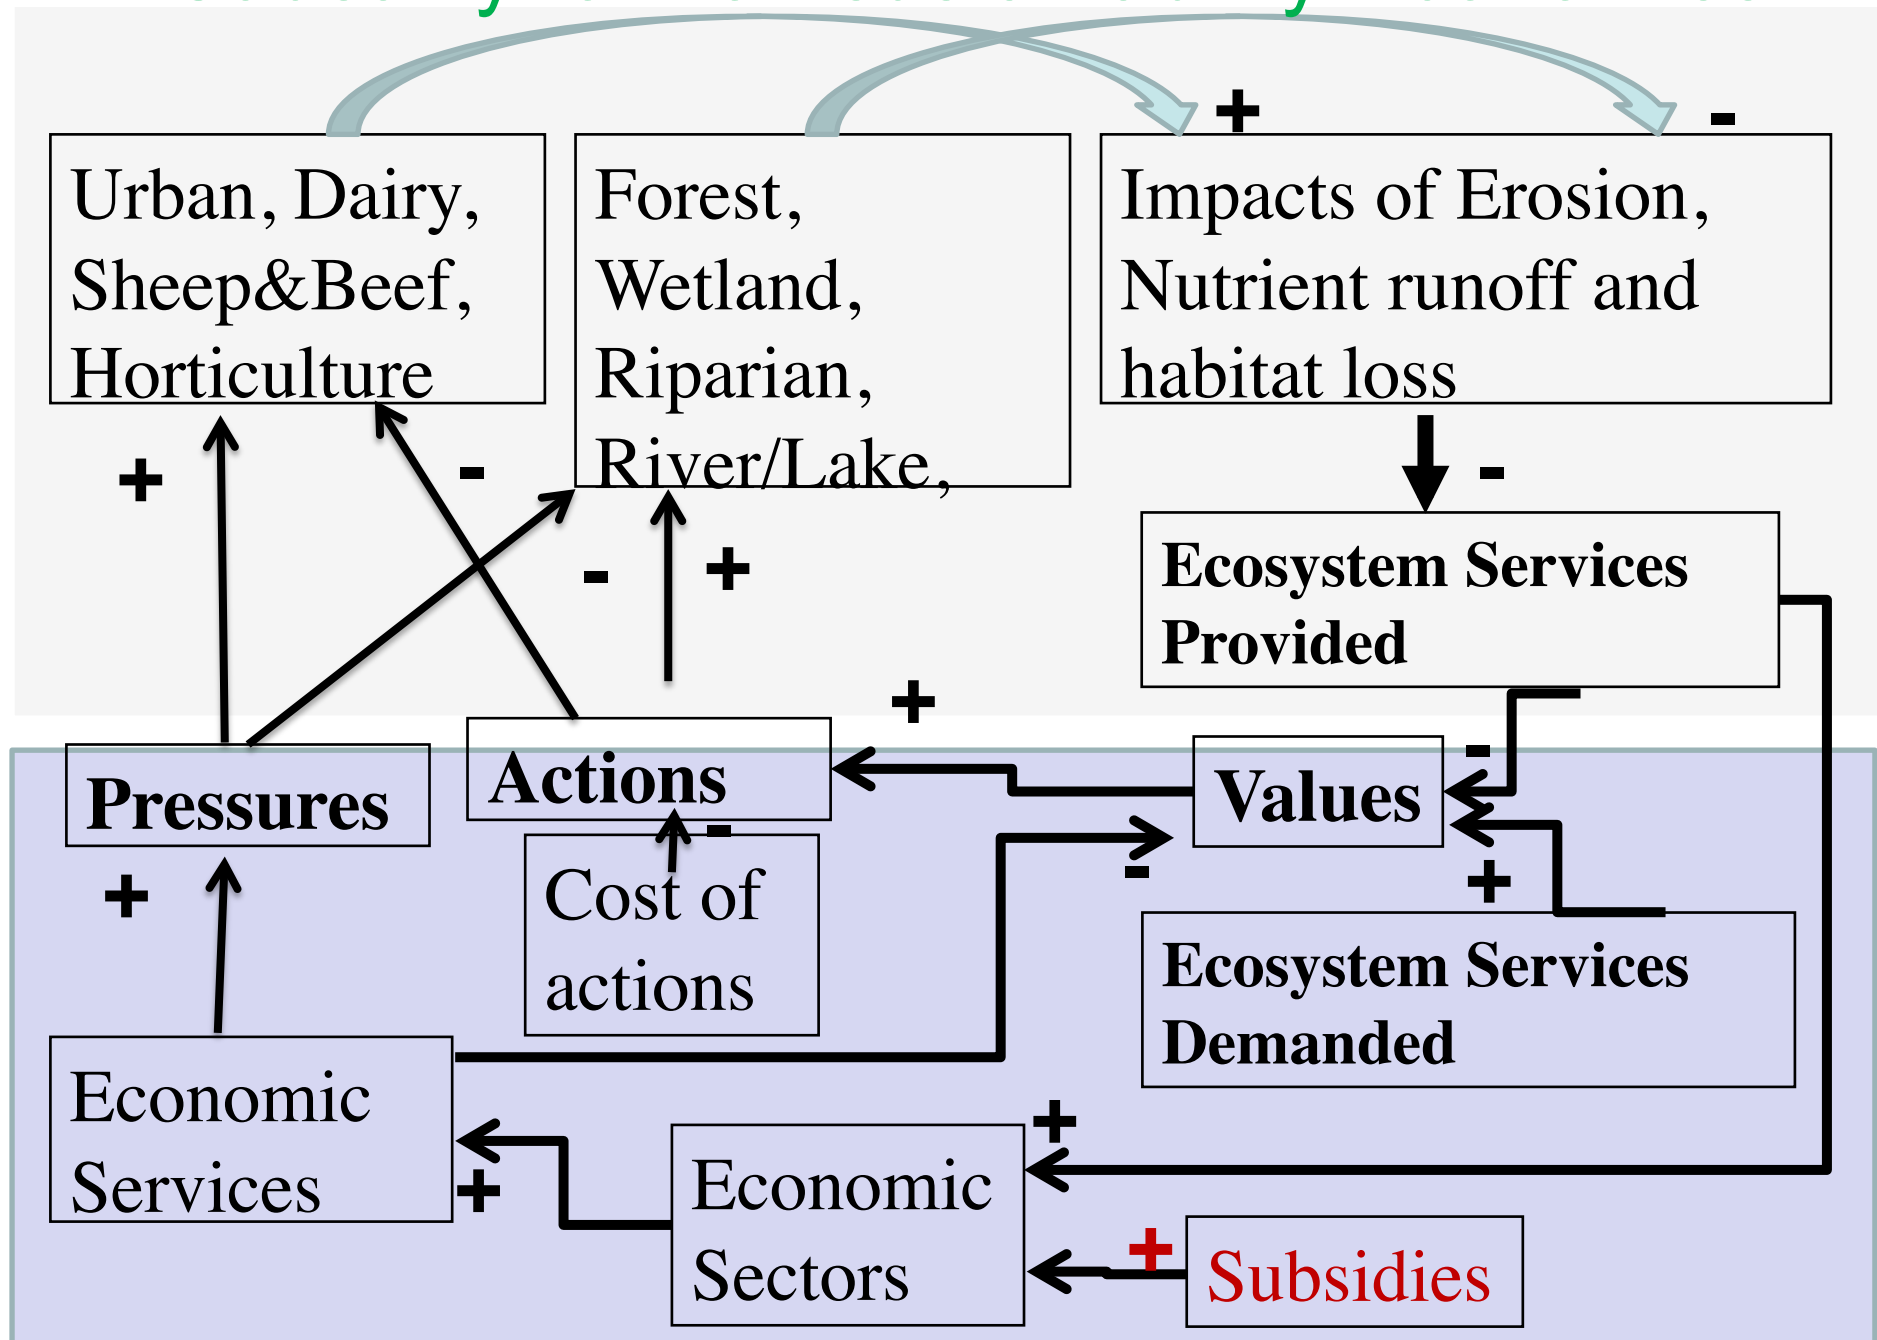 +
-
Urban, Dairy,
Sheep&Beef,
Horticulture
Forest,
Wetland,
Riparian,
River/Lake,
Impacts of Erosion,
Nutrient runoff and
habitat loss
+
-
-
+
-
Ecosystem Services
Provided
+
Pressures
Actions
Values
-
+
-
Cost of
actions
-
+
Ecosystem Services
Demanded
Economic
Services
+
+
Economic
Sectors
+
Subsidies